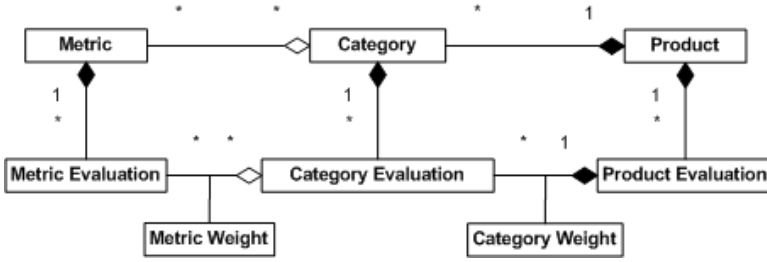 * * * 1
Metric Category Product
1 1 1
* * *
* * * 1
Metric Evaluation Category Evaluation Product Evaluation
Metric Weight Category Weight